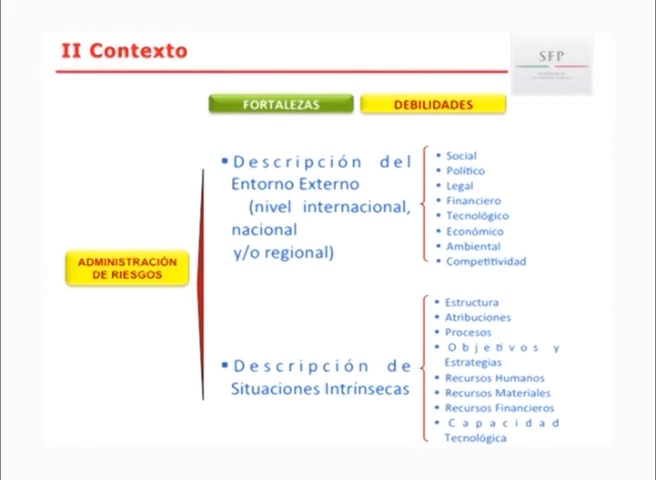 II Contexto
SFP
FORTALEZAS
DEBILIDADES
ADMINISTRACIÓN
DE RIESGOS
• Descripción del
Entorno Externo
(nivel internacional,
nacional
y/o regional)
• Social
• Político
• Legal
• Financiero
• Tecnológico
• Económico
• Ambiental
• Competitividad
• Descripción de
Situaciones Intrínsecas
• Estructura
• Atribuciones
• Procesos
• Objetivos y
Estrategias
• Recursos Humanos
• Recursos Materiales
• Recursos Financieros
• Capacidad
Tecnológica